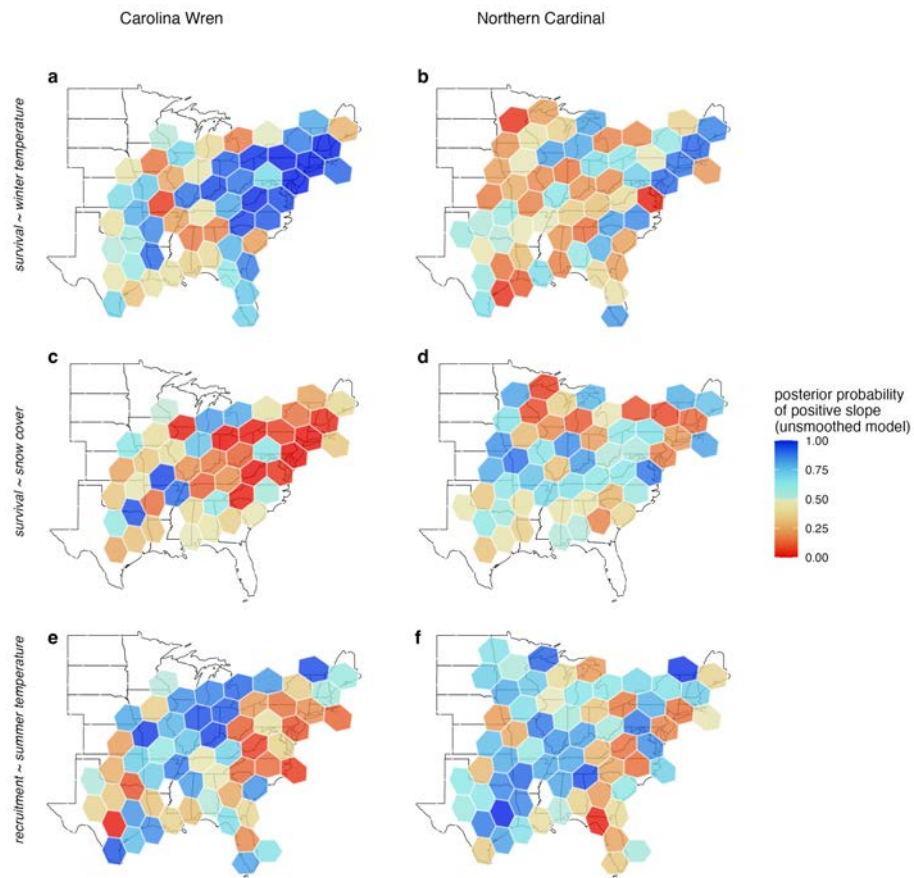 Carolina Wren
Northern Cardinal
a
b
survival ~ winter temperature
c
d
survival ~ snow cover
posterior probability
of positive slope
(unsmoothed model)
1.00
0.75
0.50
0.25
0.00
e
f
recruitment ~ summer temperature